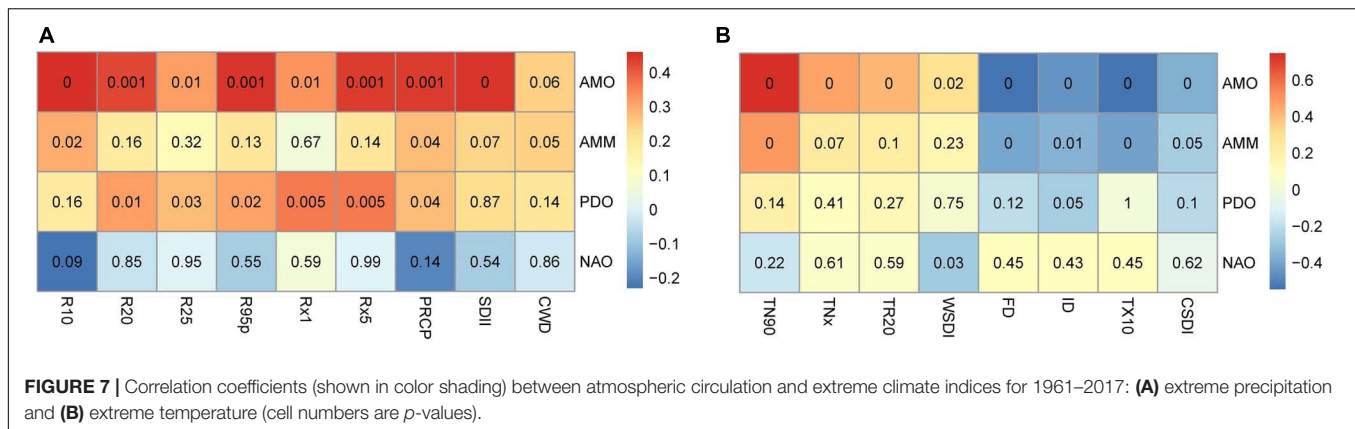 A
0 0.001 0.01 0.001 0.01 0.001 0.001 0 0.06 AMO
0.02 0.16 0.32 0.13 0.67 0.14 0.04 0.07 0.05 AMM
0.16 0.01 0.03 0.02 0.005 0.005 0.04 0.87 0.14 PDO
0.09 0.85 0.95 0.55 0.59 0.99 0.14 0.54 0.86 NAO
R10 R20 R25 R95p Rx1 Rx5 PRCP SDII CWD
0.4
0.3
0.2
0.1
0
−0.1
−0.2
B
0 0 0 0.02 0 0 0 0 AMO
0 0.07 0.1 0.23 0 0.01 0 0.05 AMM
0.14 0.41 0.27 0.75 0.12 0.05 1 0.1 PDO
0.22 0.61 0.59 0.03 0.45 0.43 0.45 0.62 NAO
TN90 TNx TR20 WSDI FD ID TX10 CSDI
0.6
0.4
0.2
0
−0.2
−0.4
FIGURE 7 | Correlation coefficients (shown in color shading) between atmospheric circulation and extreme climate indices for 1961–2017: (A) extreme precipitation
and (B) extreme temperature (cell numbers are p-values).